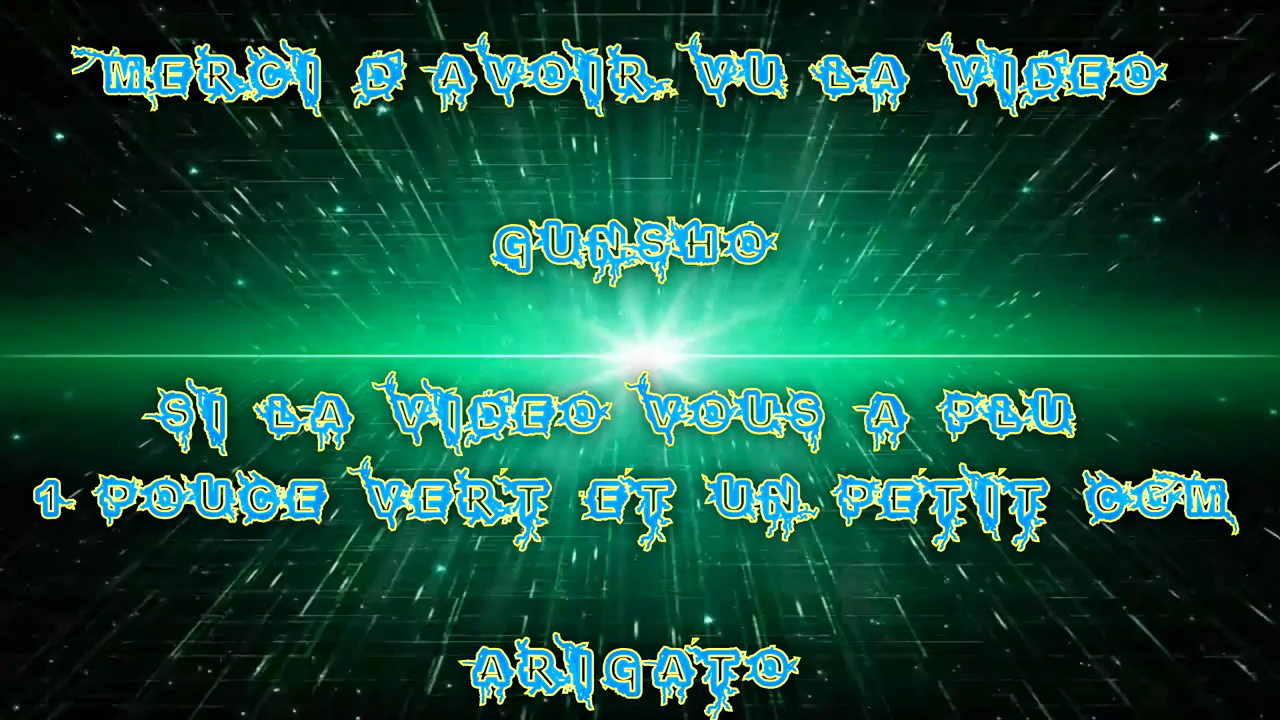 MERCI D AVOIR VU LA VIDEO
GUNSHO
SI LA VIDEO VOUS A PLU
1 POUCE VERT ET UN PETIT COM
ARIGATO